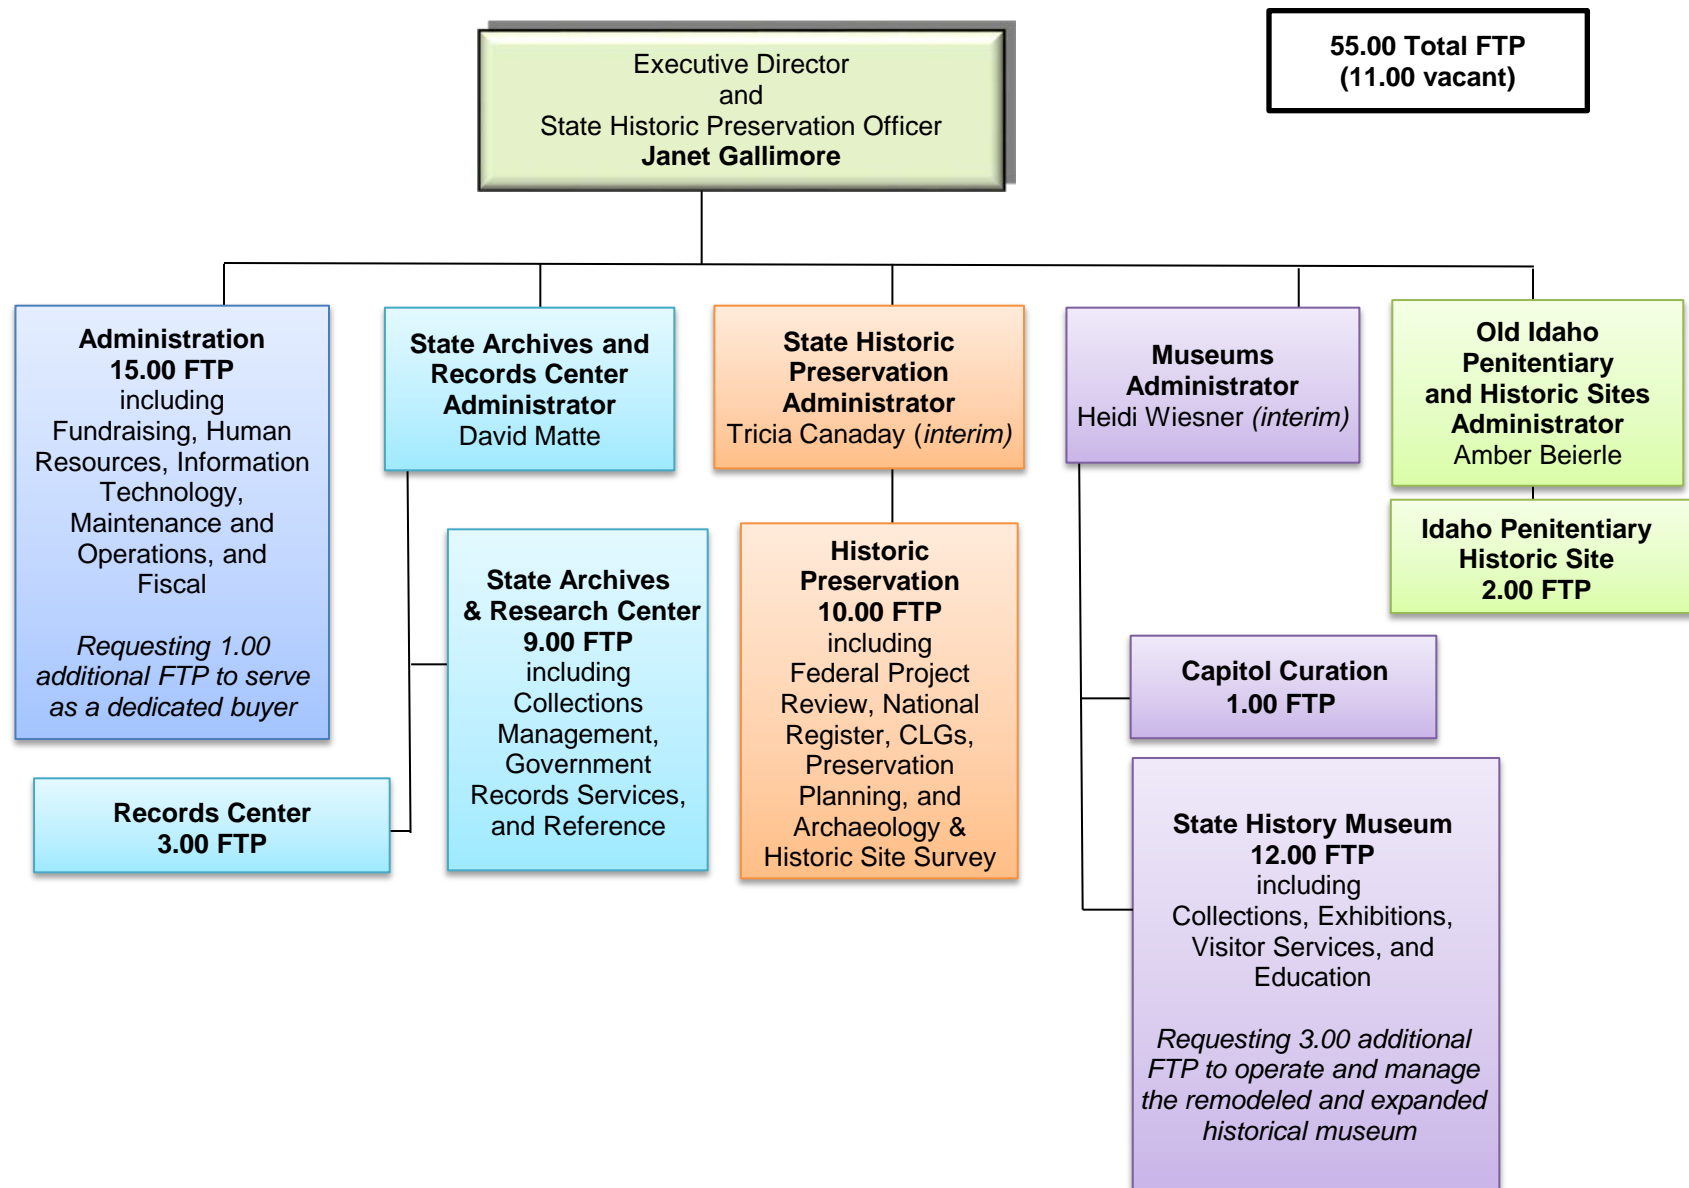 Executive Director
and
State Historic Preservation Officer
Janet Gallimore
55.00 Total FTP
(11.00 vacant)
Administration
15.00 FTP
including
Fundraising, Human
Resources, Information
Technology,
Maintenance and
Operations, and
Fiscal
Requesting 1.00
additional FTP to serve
as a dedicated buyer
State Archives and
Records Center
Administrator
David Matte
State Archives
& Research Center
9.00 FTP
including
Collections
Management,
Government
Records Services,
and Reference
Records Center
3.00 FTP
State Historic
Preservation
Administrator
Tricia Canaday (interim)
Historic
Preservation
10.00 FTP
including
Federal Project
Review, National
Register, CLGs,
Preservation
Planning, and
Archaeology &
Historic Site Survey
Museums
Administrator
Heidi Wiesner (interim)
Capitol Curation
1.00 FTP
State History Museum
12.00 FTP
including
Collections, Exhibitions,
Visitor Services, and
Education
Requesting 3.00 additional
FTP to operate and manage
the remodeled and expanded
historical museum
Old Idaho
Penitentiary
and Historic Sites
Administrator
Amber Beierle
Idaho Penitentiary
Historic Site
2.00 FTP